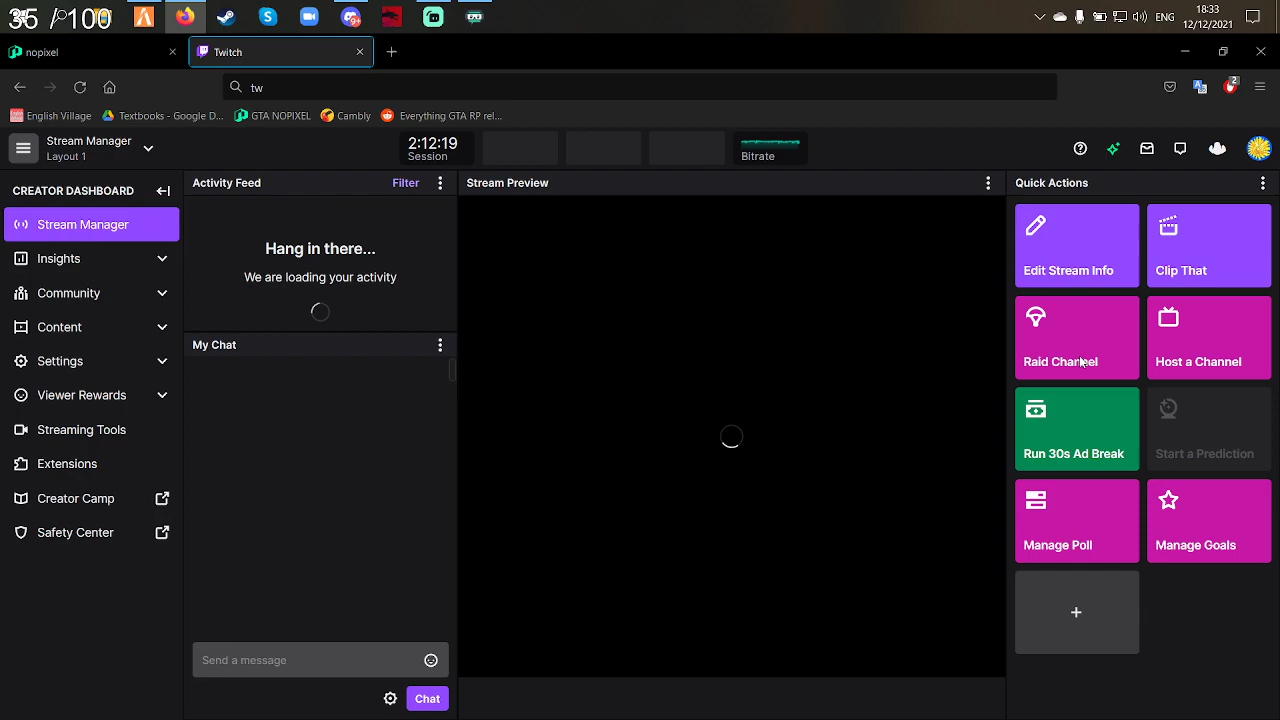 35 /100
ENG
18:33
12/12/2021
9+
nopixel
Twitch
tw
2
English Village
Textbooks - Google D...
GTA NOPIXEL
Cambly
Everything GTA RP rel...
Stream Manager
Layout 1
2:12:19
Session
Bitrate
CREATOR DASHBOARD
Stream Manager
Insights
Community
Content
Settings
Viewer Rewards
Streaming Tools
Extensions
Creator Camp
Safety Center
Activity Feed
Filter
Hang in there...
We are loading your activity
My Chat
Send a message
Chat
Stream Preview
Quick Actions
Edit Stream Info
Clip That
Raid Channel
Host a Channel
Run 30s Ad Break
Start a Prediction
Manage Poll
Manage Goals
+